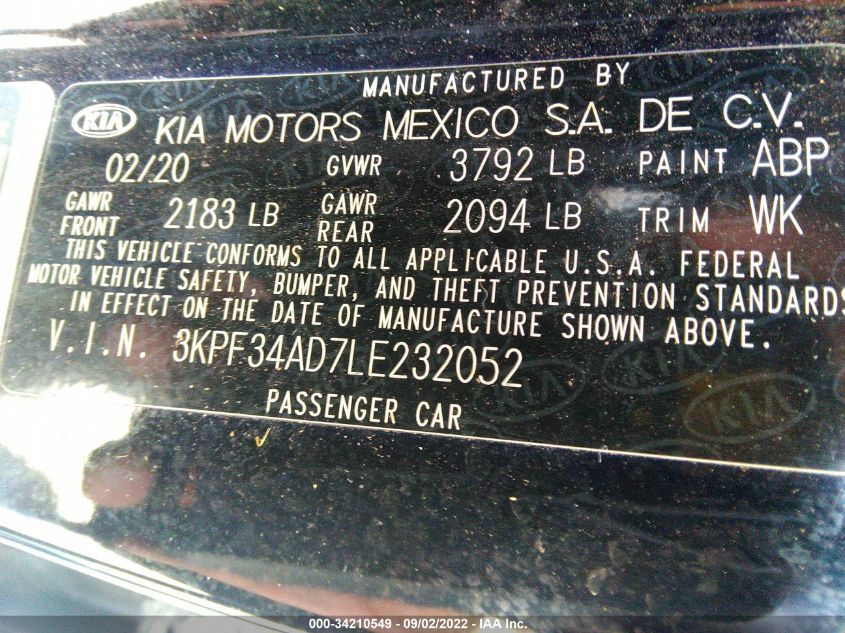 MANUFACTURED BY
KIA KIA MOTORS MEXICO S.A. DE C.V.
02/20 GVWR 3792 LB PAINT ABP
GAWR FRONT 2183 LB GAWR REAR 2094 LB TRIM WK
THIS VEHICLE CONFORMS TO ALL APPLICABLE U.S.A. FEDERAL
MOTOR VEHICLE SAFETY, BUMPER, AND THEFT PREVENTION STANDARDS
IN EFFECT ON THE DATE OF MANUFACTURE SHOWN ABOVE.
V.I.N. 3KPF34AD7LE232052
PASSENGER CAR
000-34210549 - 09/02/2022 - IAA Inc.